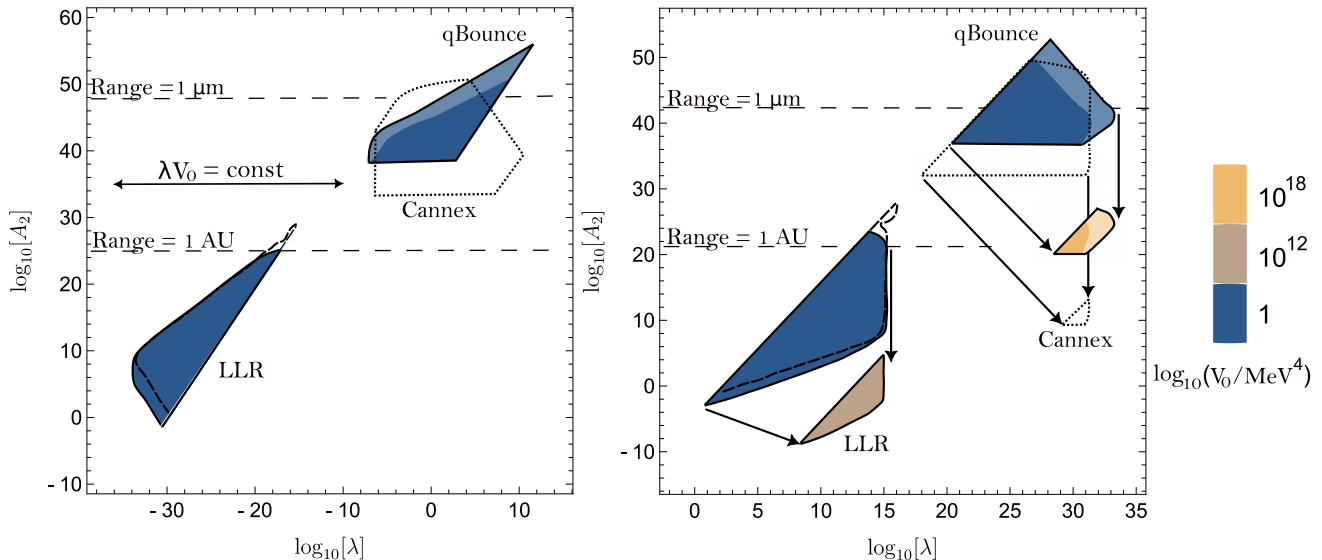 60
50
40
30
20
10
0
- 10
log₁₀[A₂]
qBounce
Range = 1 μm
λV₀ = const
Cannex
Range = 1 AU
LLR
- 30
- 20
- 10
0
10
log₁₀[λ]
50
40
30
20
10
0
- 10
log₁₀[A₂]
qBounce
Range = 1 μm
Range = 1 AU
Cannex
LLR
0
5
10
15
20
25
30
35
log₁₀[λ]
10¹⁸
10¹²
1
log₁₀(V₀/MeV⁴)